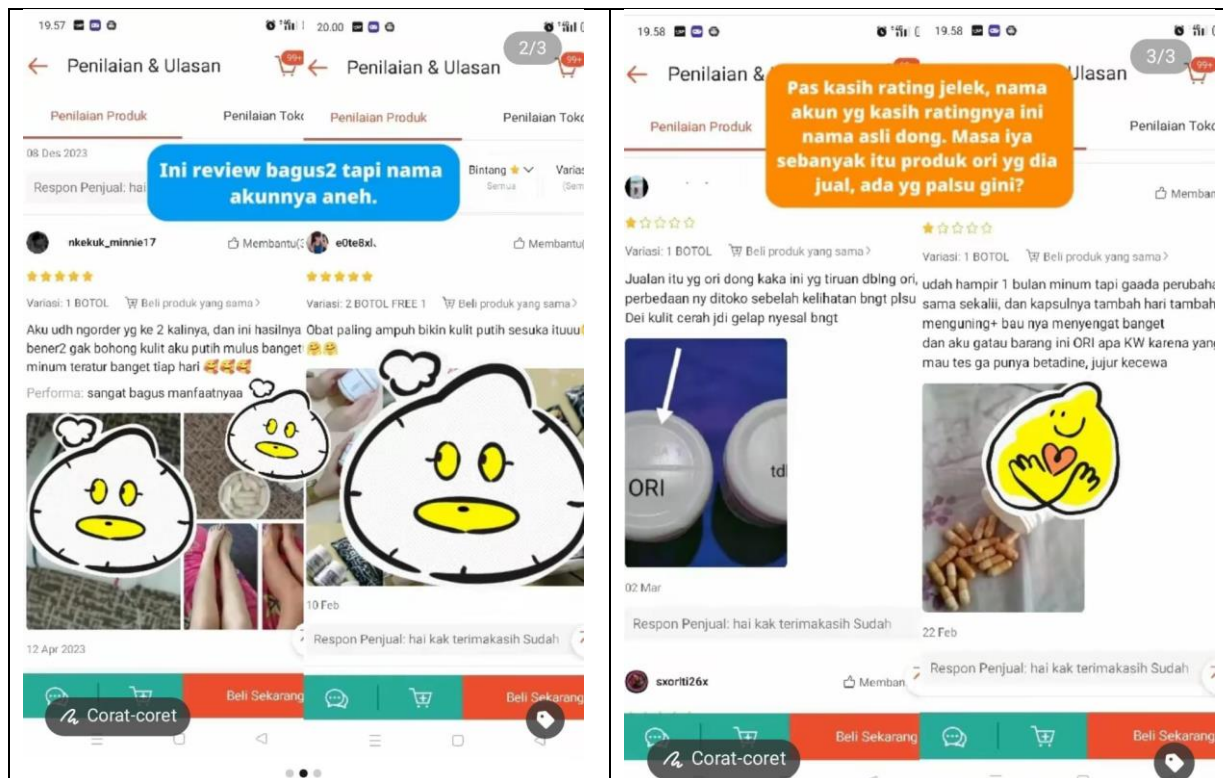 19.57
20.00
2/3
Penilaian & Ulasan
99+
Penilaian & Ulasan
99+
Penilaian Produk
Penilaian Toko
Penilaian Produk
Penilaian Toko
08 Des 2023
Ini review bagus2 tapi nama
akunnya aneh.
Bintang
Semua
Respon Penjual: hai
nkekuk_minnie17
Membantu
e0te8xl
Membantu
Variasi: 1 BOTOL
Beli produk yang sama
Variasi: 2 BOTOL FREE 1
Beli produk yang sama
Aku udh ngorder yg ke 2 kalinya, dan ini hasilnya
bener2 gak bohong kulit aku putih mulus banget
minum teratur banget tiap hari
Performa: sangat bagus manfaatnyaa
Obat paling ampuh bikin kulit putih sesuka ituuu
12 Apr 2023
10 Feb
Respon Penjual: hai kak terimakasih Sudah
Beli Sekarang
Beli Sekarang
Corat-coret
19.58
19.58
3/3
Penilaian &
Ulasan
99+
Penilaian Produk
Penilaian Toko
Pas kasih rating jelek, nama
akun yg kasih ratingnya ini
nama asli dong. Masa iya
sebanyak itu produk ori yg dia
jual, ada yg palsu gini?
Memban
Variasi: 1 BOTOL
Beli produk yang sama
Jualan itu yg ori dong kaka ini yg tiruan dblng ori,
perbedaan ny ditoko sebelah kelihatan bngt plsu
Dei kulit cerah jdi gelap nyesal bngt
ORI
td
02 Mar
Respon Penjual: hai kak terimakasih Sudah
sxorlti26x
Memban
Variasi: 1 BOTOL
Beli produk yang sama
udah hampir 1 bulan minum tapi gaada perubaha
sama sekalii, dan kapsulnya tambah hari tambah
menguning+ bau nya menyengat banget
dan aku gatau barang ini ORI apa KW karena yang
mau tes ga punya betadine, jujur kecewa
22 Feb
Respon Penjual: hai kak terimakasih Sudah
Beli Sekarang
Beli Sekarang
Corat-coret